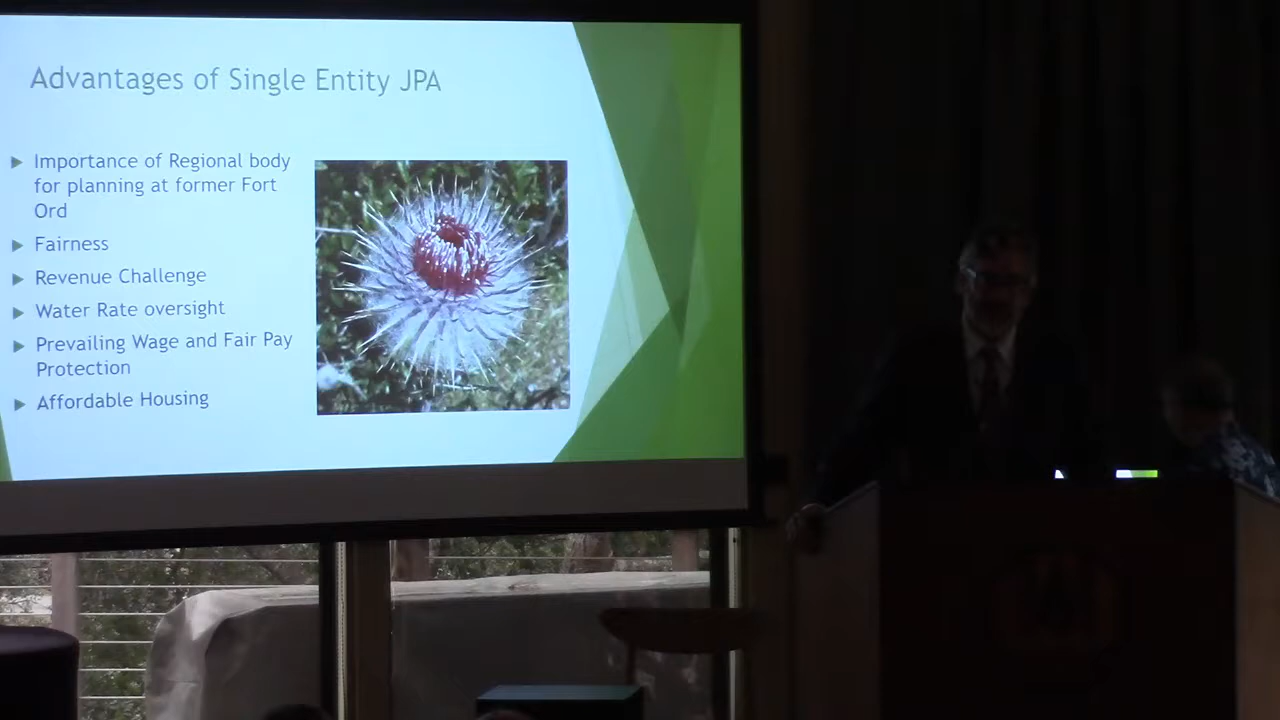 Advantages of Single Entity JPA
Importance of Regional body
for planning at former Fort
Ord
Fairness
Revenue Challenge
Water Rate oversight
Prevailing Wage and Fair Pay
Protection
Affordable Housing